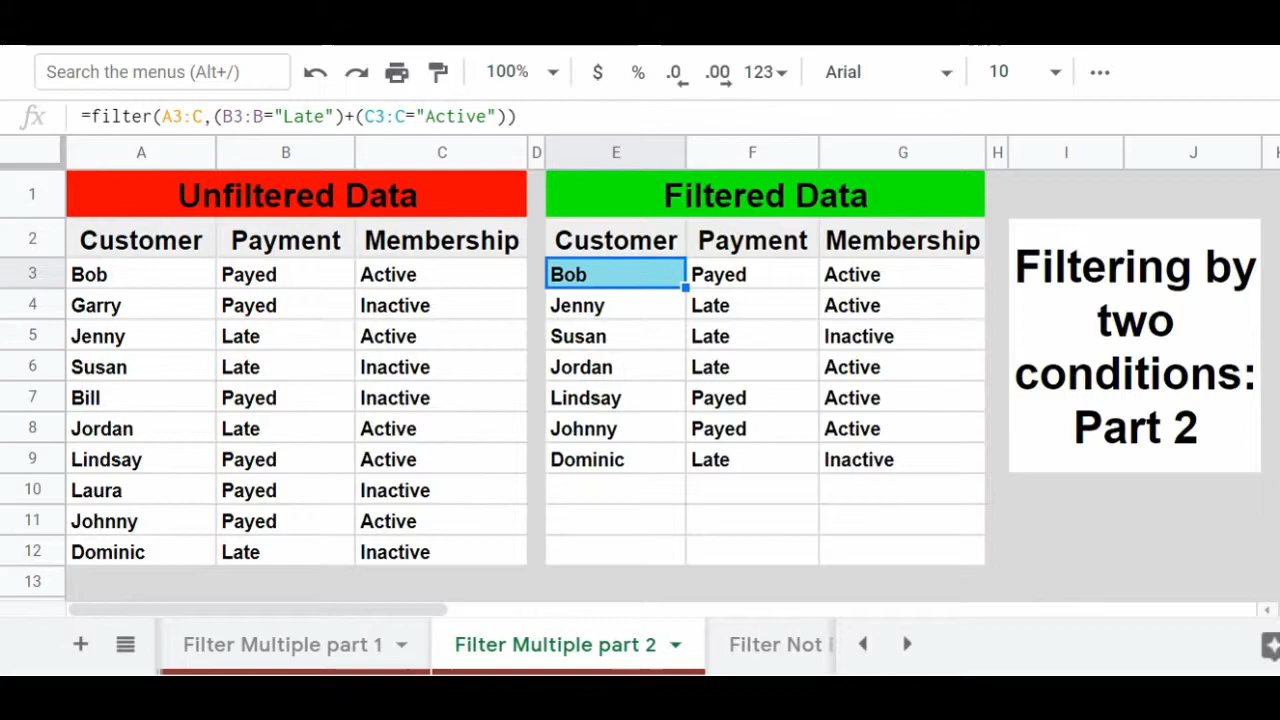 Search the menus (Alt+/) 100% $ % .0 .00 123 Arial 10
fx =filter(A3:C,(B3:B="Late")+(C3:C="Active"))
A B C D E F G H I J
1 Unfiltered Data Filtered Data
2 Customer Payment Membership Customer Payment Membership
3 Bob Payed Active Bob Payed Active
4 Garry Payed Inactive Jenny Late Active
5 Jenny Late Active Susan Late Inactive
6 Susan Late Inactive Jordan Late Active
7 Bill Payed Inactive Lindsay Payed Active
8 Jordan Late Active Johnny Payed Active
9 Lindsay Payed Active Dominic Late Inactive
10 Laura Payed Inactive
11 Johnny Payed Active
12 Dominic Late Inactive
13
Filtering by
two
conditions:
Part 2
Filter Multiple part 1 Filter Multiple part 2 Filter Not